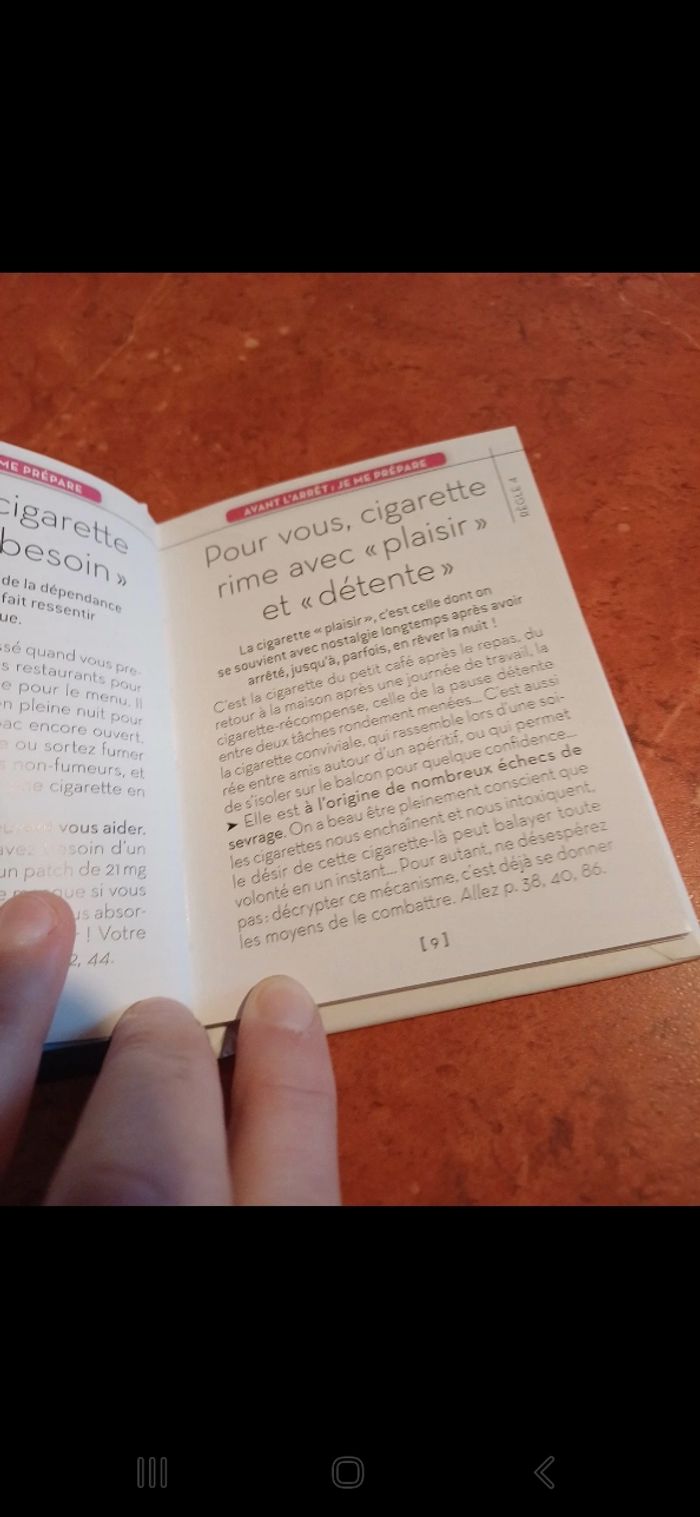 ME PRÉPARE
cigarette
besoin »
de la dépendance
fait ressentir
ue.
ssé quand vous pre-
s restaurants pour
e pour le menu. Il
n pleine nuit pour
bac encore ouvert,
ou sortez fumer
non-fumeurs, et
cigarette en
vous aider.
avez besoin d'un
un patch de 21 mg
que si vous
us absor-
! Votre
2, 44.
AVANT L'ARRÊT : JE ME PRÉPARE
RÈGLE 4
Pour vous, cigarette
rime avec « plaisir »
et « détente »
La cigarette « plaisir », c'est celle dont on
se souvient avec nostalgie longtemps après avoir
arrêté, jusqu'à, parfois, en rêver la nuit !
C'est la cigarette du petit café après le repas, du
retour à la maison après une journée de travail, la
cigarette-récompense, celle de la pause détente
entre deux tâches rondement menées... C'est aussi
la cigarette conviviale, qui rassemble lors d'une soi-
rée entre amis autour d'un apéritif, ou qui permet
de s'isoler sur le balcon pour quelque confidence...
➤ Elle est à l'origine de nombreux échecs de
sevrage. On a beau être pleinement conscient que
les cigarettes nous enchaînent et nous intoxiquent,
le désir de cette cigarette-là peut balayer toute
volonté en un instant... Pour autant, ne désespérez
pas : décrypter ce mécanisme, c'est déjà se donner
les moyens de le combattre. Allez p. 38, 40, 86.
[9]